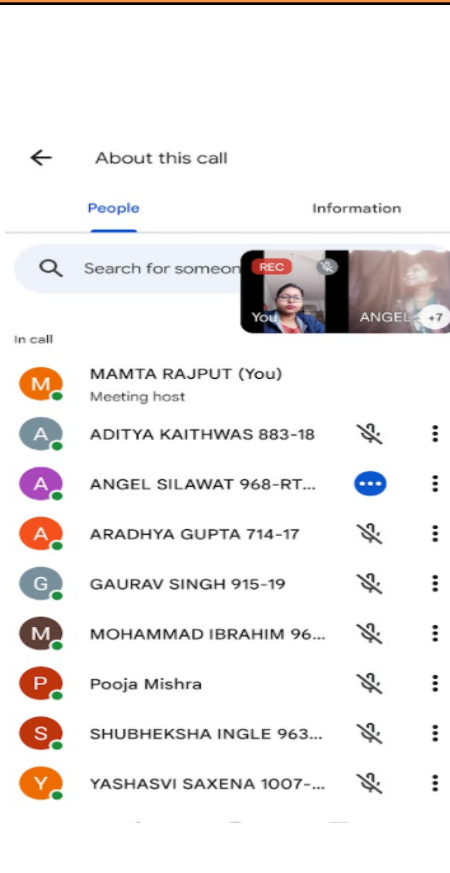 About this call
People
Information
Search for someon
REC
You
ANGEL
+7
In call
M
MAMTA RAJPUT (You)
Meeting host
A
ADITYA KAITHWAS 883-18
A
ANGEL SILAWAT 968-RT...
A
ARADHYA GUPTA 714-17
G
GAURAV SINGH 915-19
M
MOHAMMAD IBRAHIM 96...
P
Pooja Mishra
S
SHUBHEKSHA INGLE 963...
Y
YASHASVI SAXENA 1007-...